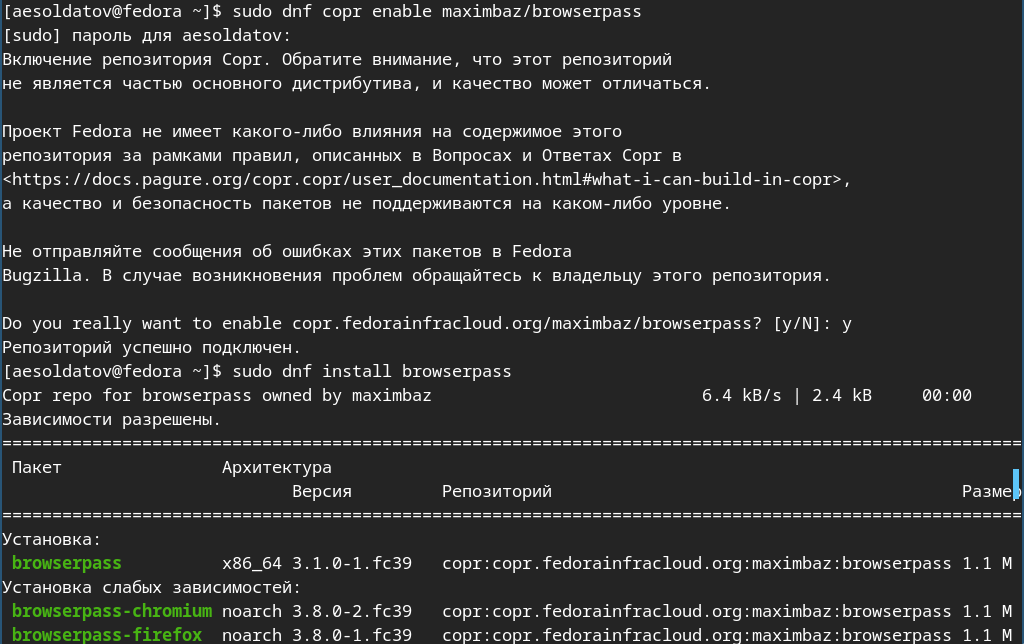 [aesoldatov@fedora ~]$ sudo dnf copr enable maximbaz/browserpass
[sudo] пароль для aesoldatov:
Включение репозитория Copr. Обратите внимание, что этот репозиторий
не является частью основного дистрибутива, и качество может отличаться.
Проект Fedora не имеет какого-либо влияния на содержимое этого
репозитория за рамками правил, описанных в Вопросах и Ответах Copr в
<https://docs.pagure.org/copr.copr/user_documentation.html#what-i-can-build-in-copr>,
а качество и безопасность пакетов не поддерживаются на каком-либо уровне.
Не отправляйте сообщения об ошибках этих пакетов в Fedora
Bugzilla. В случае возникновения проблем обращайтесь к владельцу этого репозитория.
Do you really want to enable copr.fedorainfracloud.org/maximbaz/browserpass? [y/N]: y
Репозиторий успешно подключен.
[aesoldatov@fedora ~]$ sudo dnf install browserpass
Copr repo for browserpass owned by maximbaz 6.4 kB/s | 2.4 kB 00:00
Зависимости разрешены.
======================================================================================================
Пакет Архитектура
Версия Репозиторий Размер
======================================================================================================
Установка:
browserpass x86_64 3.1.0-1.fc39 copr:copr.fedorainfracloud.org:maximbaz:browserpass 1.1 M
Установка слабых зависимостей:
browserpass-chromium noarch 3.8.0-2.fc39 copr:copr.fedorainfracloud.org:maximbaz:browserpass 1.1 M
browserpass-firefox noarch 3.8.0-1.fc39 copr:copr.fedorainfracloud.org:maximbaz:browserpass 1.1 M